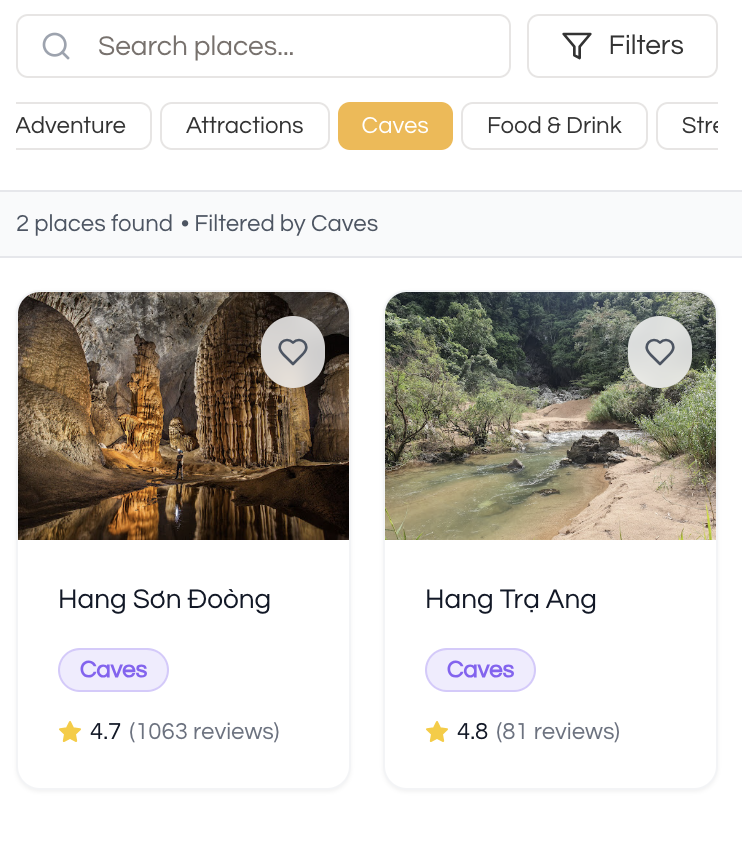 Search places...
Filters
Adventure
Attractions
Caves
Food & Drink
Stre
2 places found • Filtered by Caves
Hang Sơn Đoòng
Caves
4.7 (1063 reviews)
Hang Trạ Ang
Caves
4.8 (81 reviews)